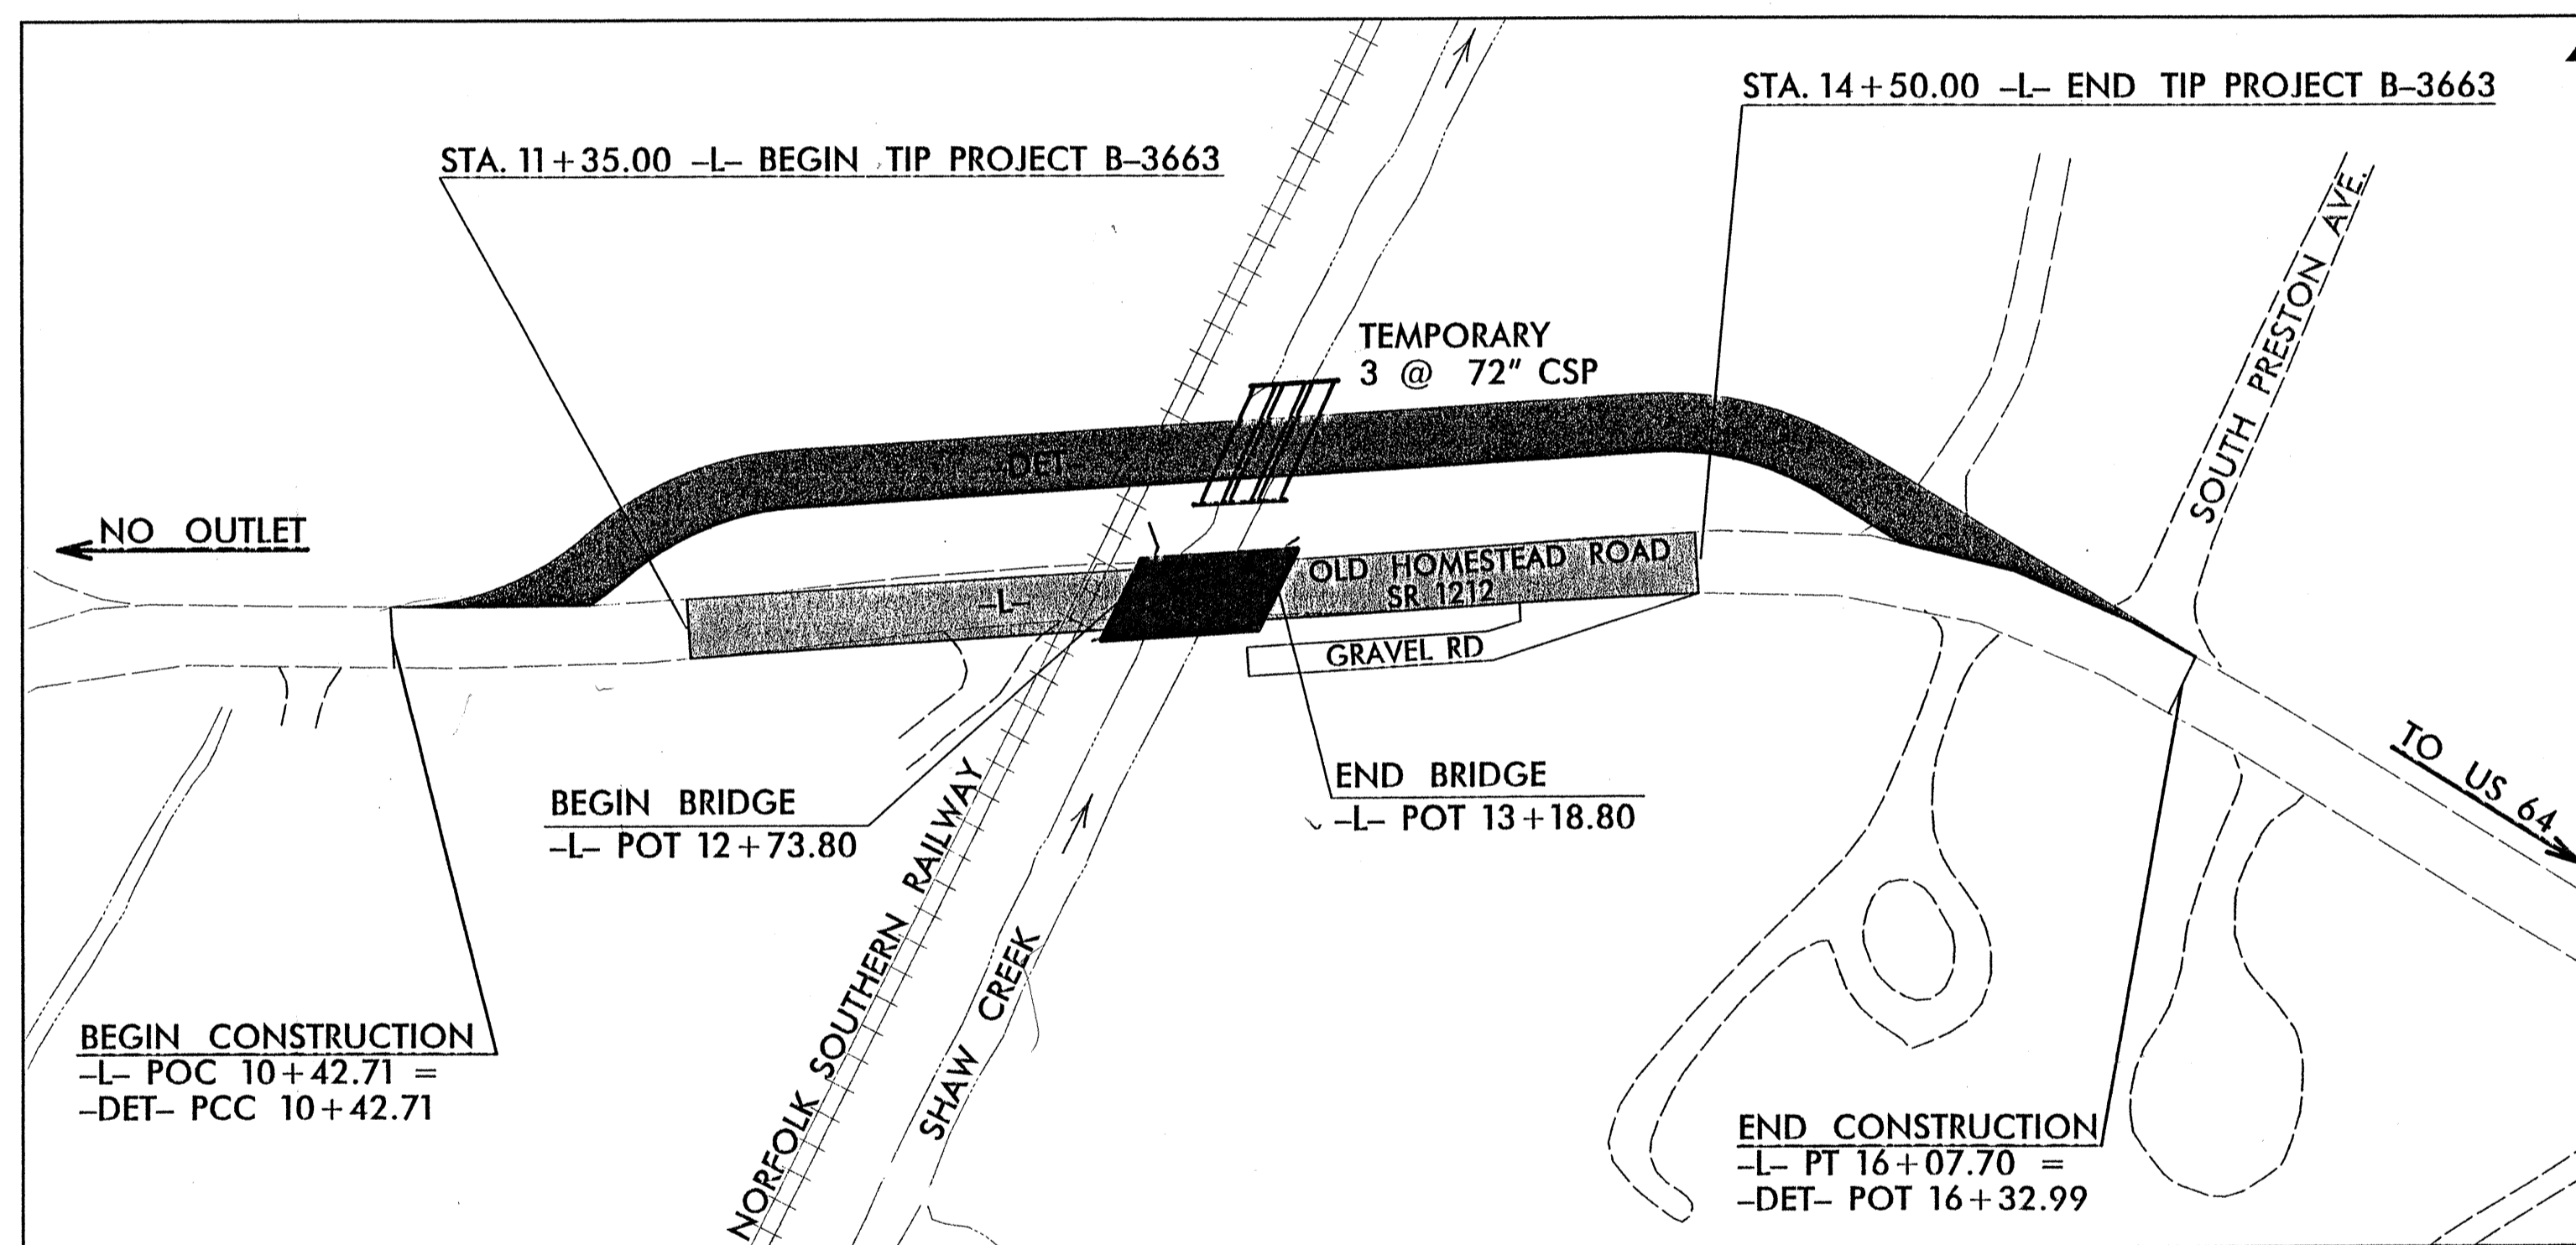 STA. 14+50.00 -L- END TIP PROJECT B-3663
STA. 11+35.00 -L- BEGIN TIP PROJECT B-3663
SOUTH PRESTON AVE.
TEMPORARY
3 @ 72" CSP
-DET-
NO OUTLET
OLD HOMESTEAD ROAD
SR 1212
-L-
GRAVEL RD
TO US 64
BEGIN BRIDGE
-L- POT 12+73.80
END BRIDGE
-L- POT 13+18.80
NORFOLK SOUTHERN RAILWAY
SHAW CREEK
BEGIN CONSTRUCTION
-L- POC 10+42.71 =
-DET- PCC 10+42.71
END CONSTRUCTION
-L- PT 16+07.70 =
-DET- POT 16+32.99